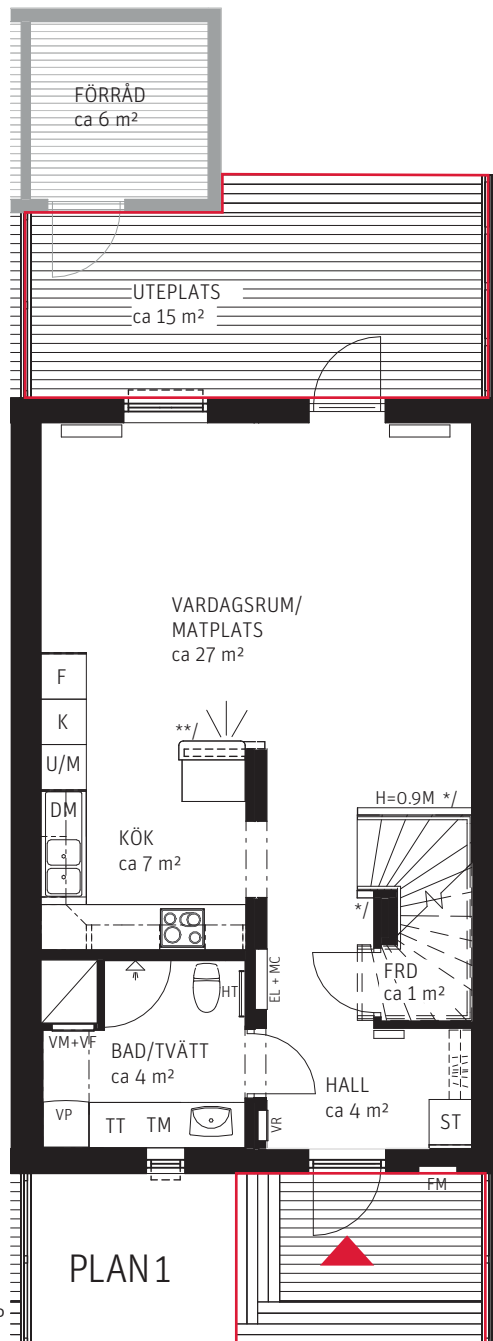 FÖRRÅD
ca 6 m²
UTEPLATS
ca 15 m²
VARDAGSRUM/
MATPLATS
ca 27 m²
F
K
**/
U/M
DM
H=0.9M */
KÖK
ca 7 m²
*/
EL + MC
FRD
ca 1 m²
HT
VM+VF
BAD/TVÄTT
ca 4 m²
HALL
ca 4 m²
VP
TT
TM
VR
ST
FM
PLAN 1